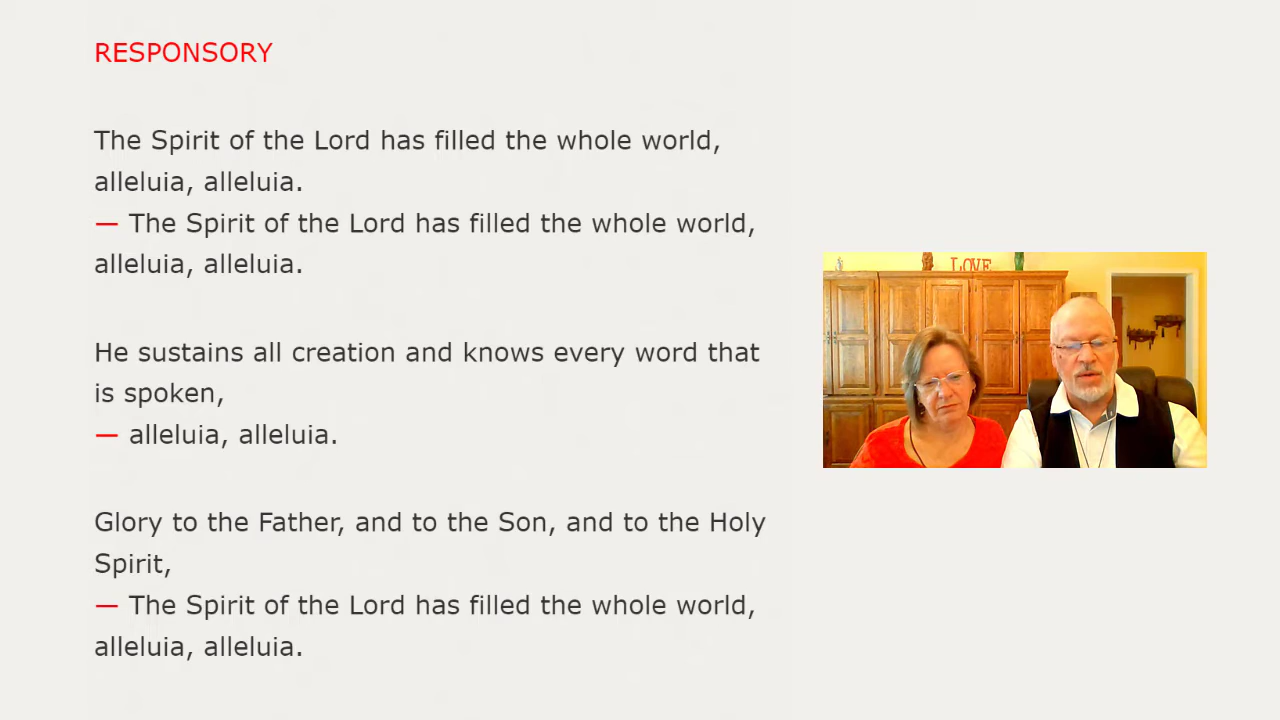 RESPONSORY
The Spirit of the Lord has filled the whole world,
alleluia, alleluia.
— The Spirit of the Lord has filled the whole world,
alleluia, alleluia.
He sustains all creation and knows every word that
is spoken,
— alleluia, alleluia.
Glory to the Father, and to the Son, and to the Holy
Spirit,
— The Spirit of the Lord has filled the whole world,
alleluia, alleluia.
LOVE